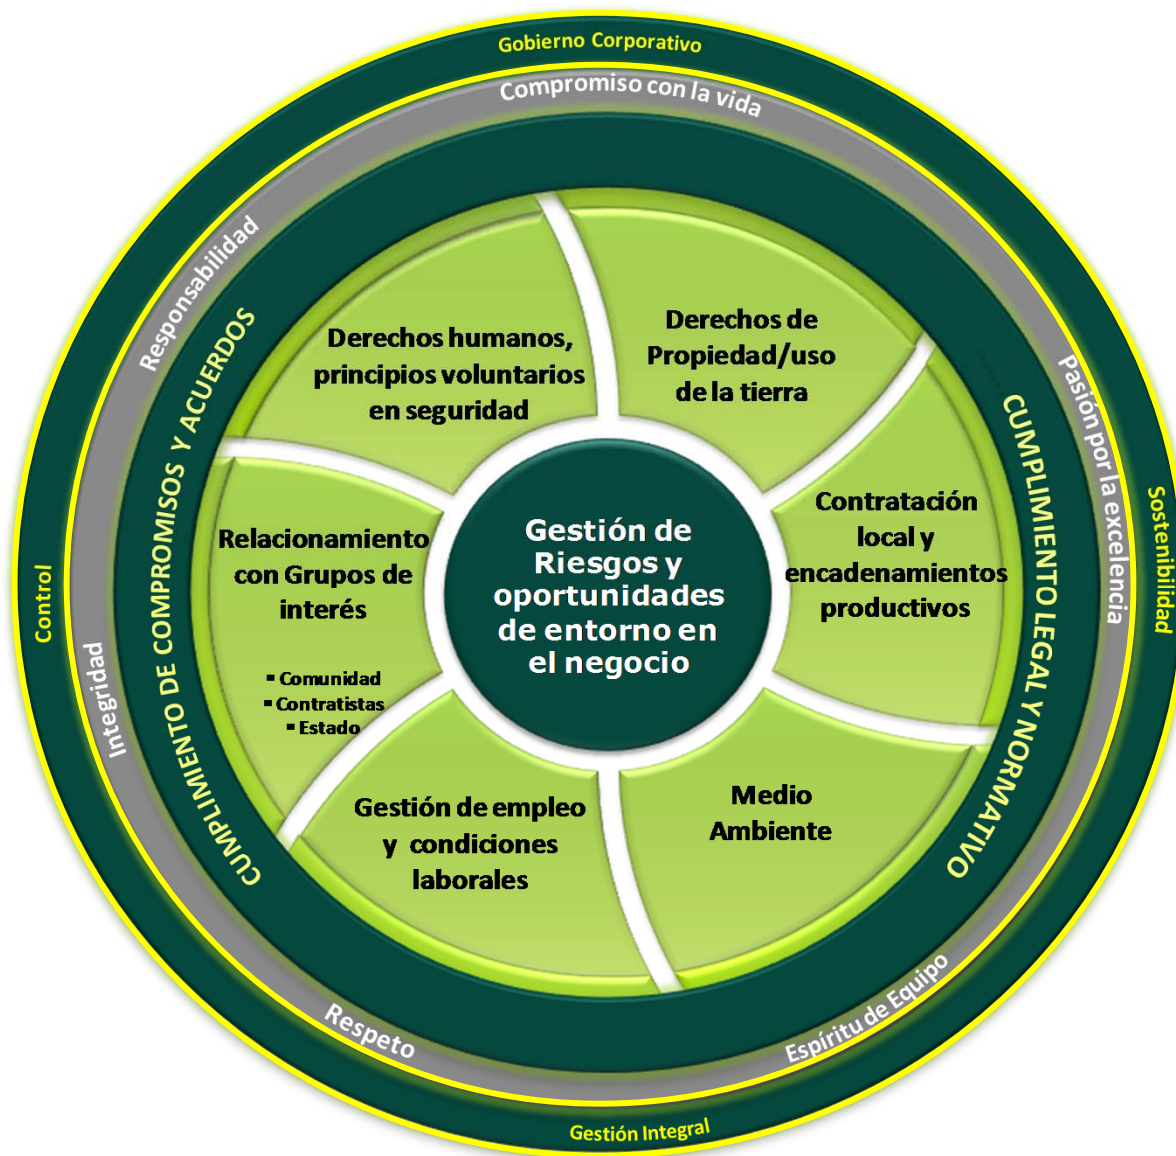 Gobierno Corporativo
Compromiso con la vida
Responsabilidad
Pasión por la excelencia
CUMPLIMIENTO DE COMPROMISOS Y ACUERDOS
CUMPLIMIENTO LEGAL Y NORMATIVO
Control
Sostenibilidad
Integridad
Derechos humanos,
principios voluntarios
en seguridad
Derechos de
Propiedad/uso
de la tierra
Relacionamiento
con Grupos de
interés
▪ Comunidad
▪ Contratistas
▪ Estado
Gestión de
Riesgos y
oportunidades
de entorno en
el negocio
Contratación
local y
encadenamientos
productivos
Gestión de empleo
y condiciones
laborales
Medio
Ambiente
Respeto
Espíritu de Equipo
Gestión Integral